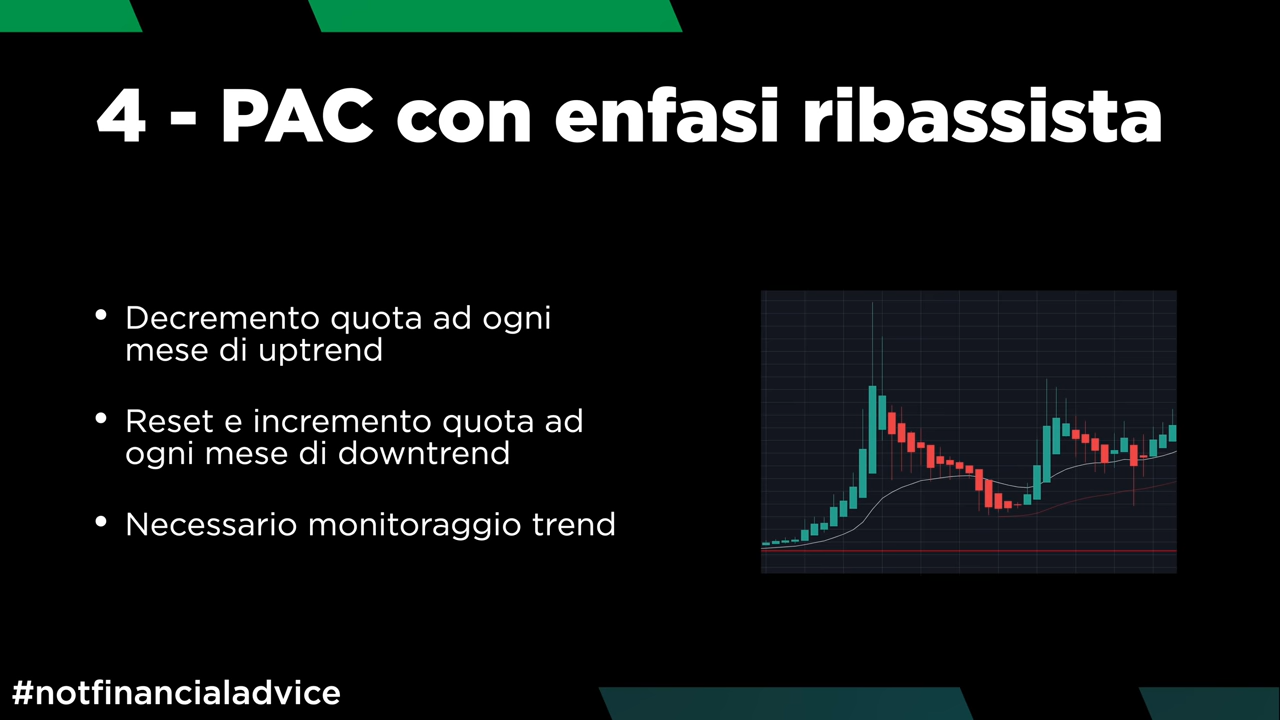 4 - PAC con enfasi ribassista
• Decremento quota ad ogni
mese di uptrend
• Reset e incremento quota ad
ogni mese di downtrend
• Necessario monitoraggio trend
#notfinancialadvice